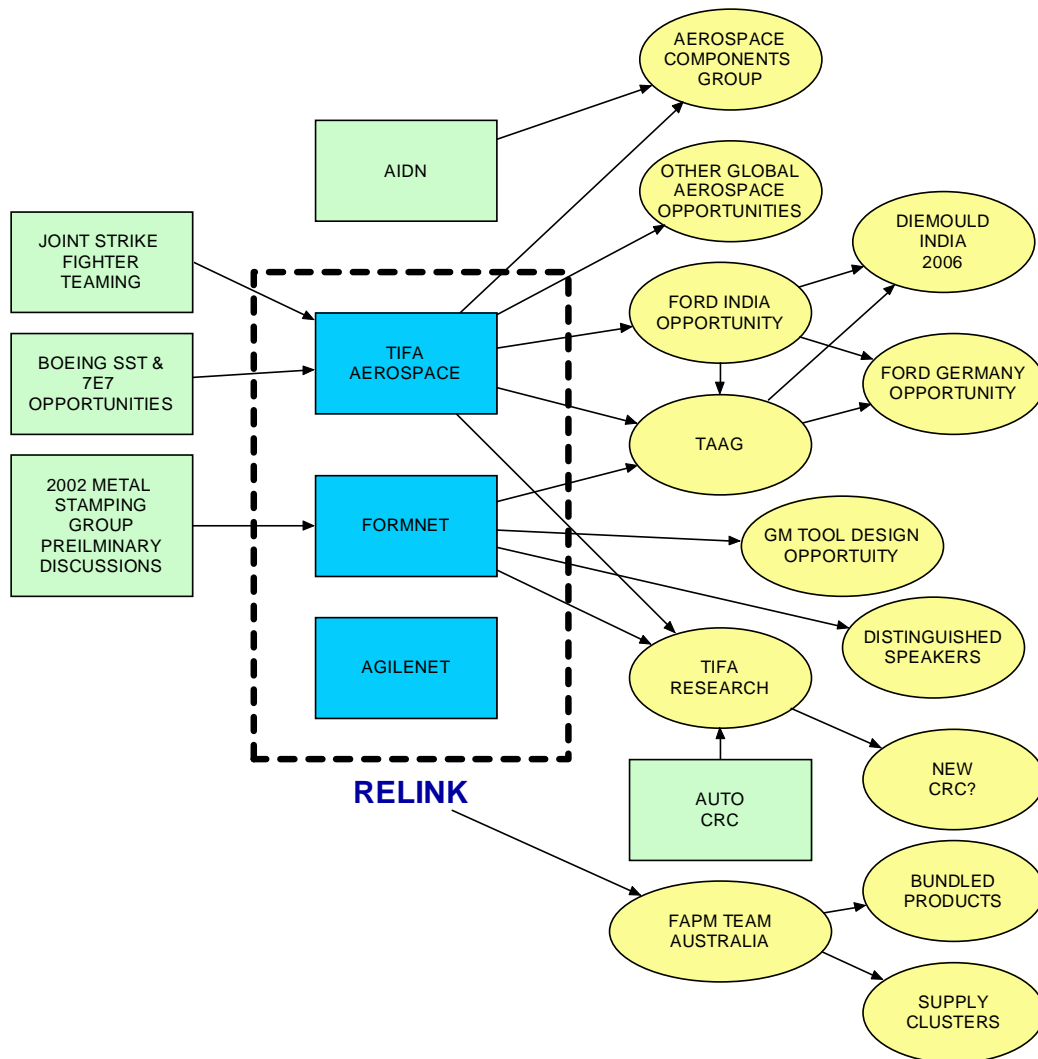 AEROSPACE
COMPONENTS
GROUP
AIDN
OTHER GLOBAL
AEROSPACE
OPPORTUNITIES
JOINT STRIKE
FIGHTER
TEAMING
DIEMOULD
INDIA
2006
FORD INDIA
OPPORTUNITY
TIFA
AEROSPACE
BOEING SST &
7E7
OPPORTUNITIES
FORD GERMANY
OPPORTUNITY
TAAG
2002 METAL
STAMPING
GROUP
PREILMINARY
DISCUSSIONS
FORMNET
GM TOOL DESIGN
OPPORTUITY
DISTINGUISHED
SPEAKERS
AGILENET
TIFA
RESEARCH
NEW
CRC?
RELINK
AUTO
CRC
BUNDLED
PRODUCTS
FAPM TEAM
AUSTRALIA
SUPPLY
CLUSTERS